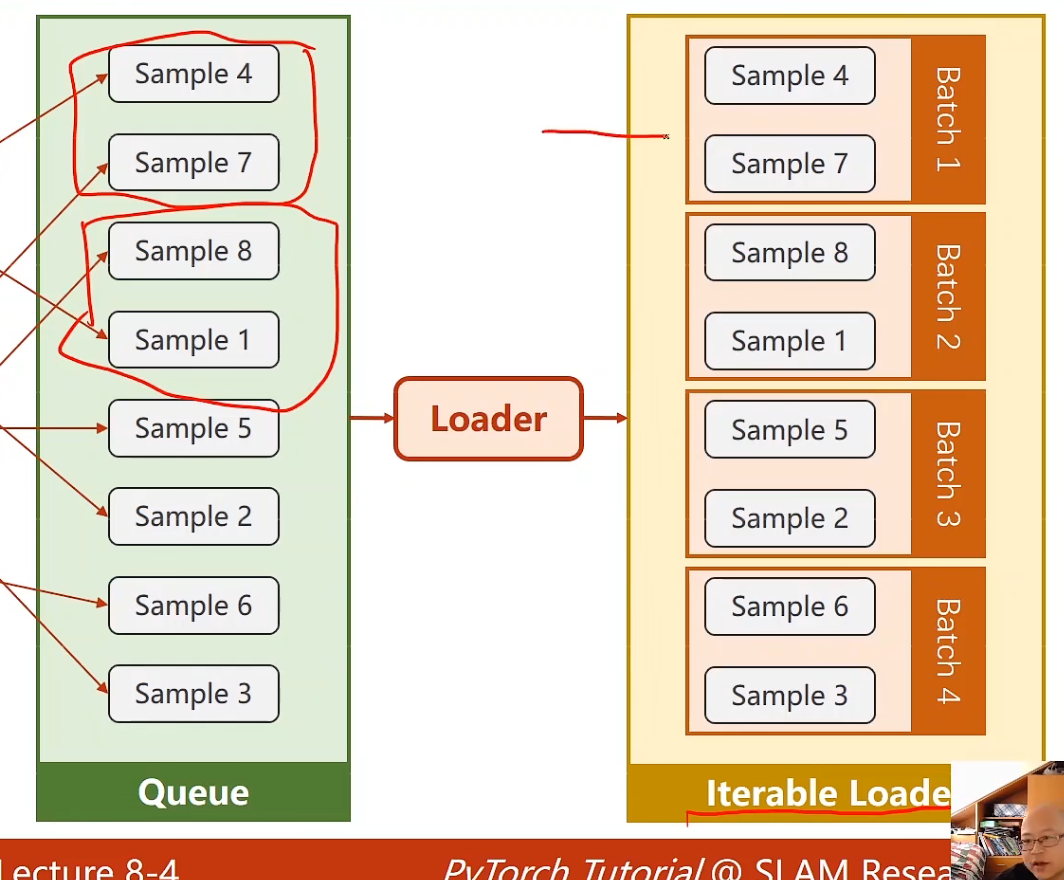 Sample 4
Sample 7
Sample 8
Sample 1
Sample 5
Sample 2
Sample 6
Sample 3
Queue
Loader
Sample 4
Sample 7
Batch 1
Sample 8
Sample 1
Batch 2
Sample 5
Sample 2
Batch 3
Sample 6
Sample 3
Batch 4
Iterable Loade
Lecture 8-4
PyTorch Tutorial @ SLAM Resea